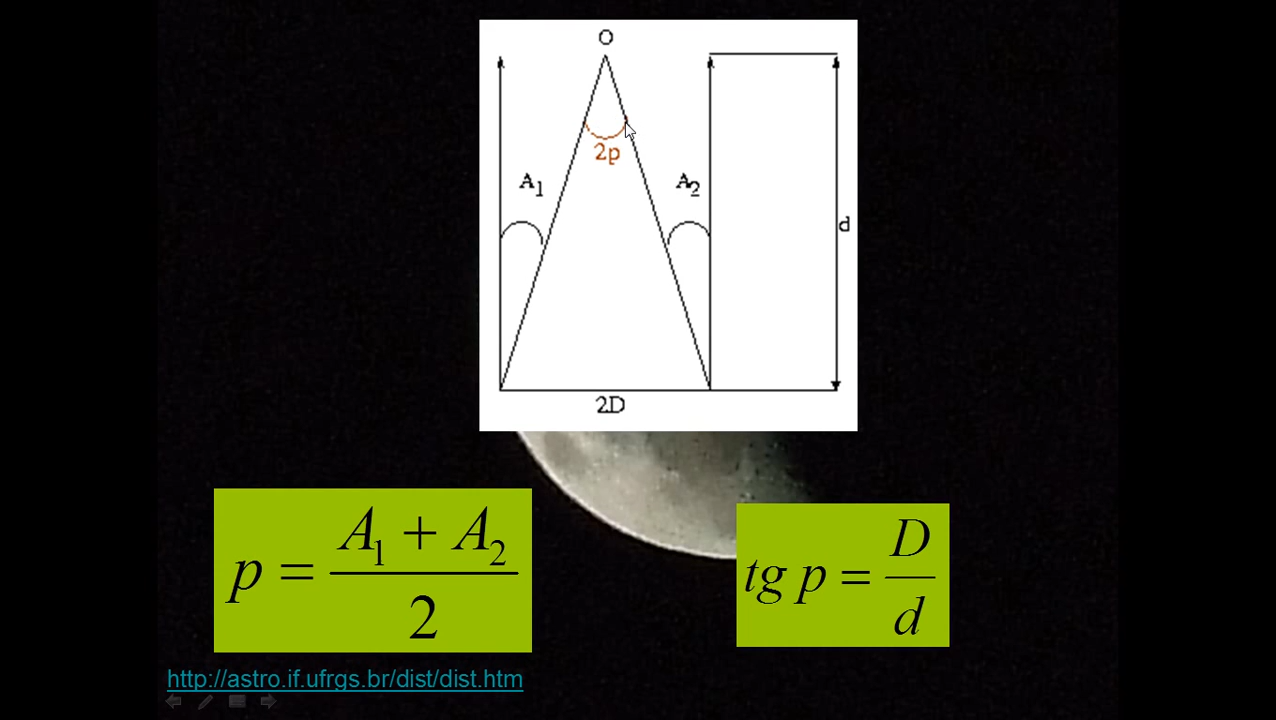 O
2p
A₁
A₂
d
2D
p = (A₁ + A₂) / 2
tg p = D / d
http://astro.if.ufrgs.br/dist/dist.htm